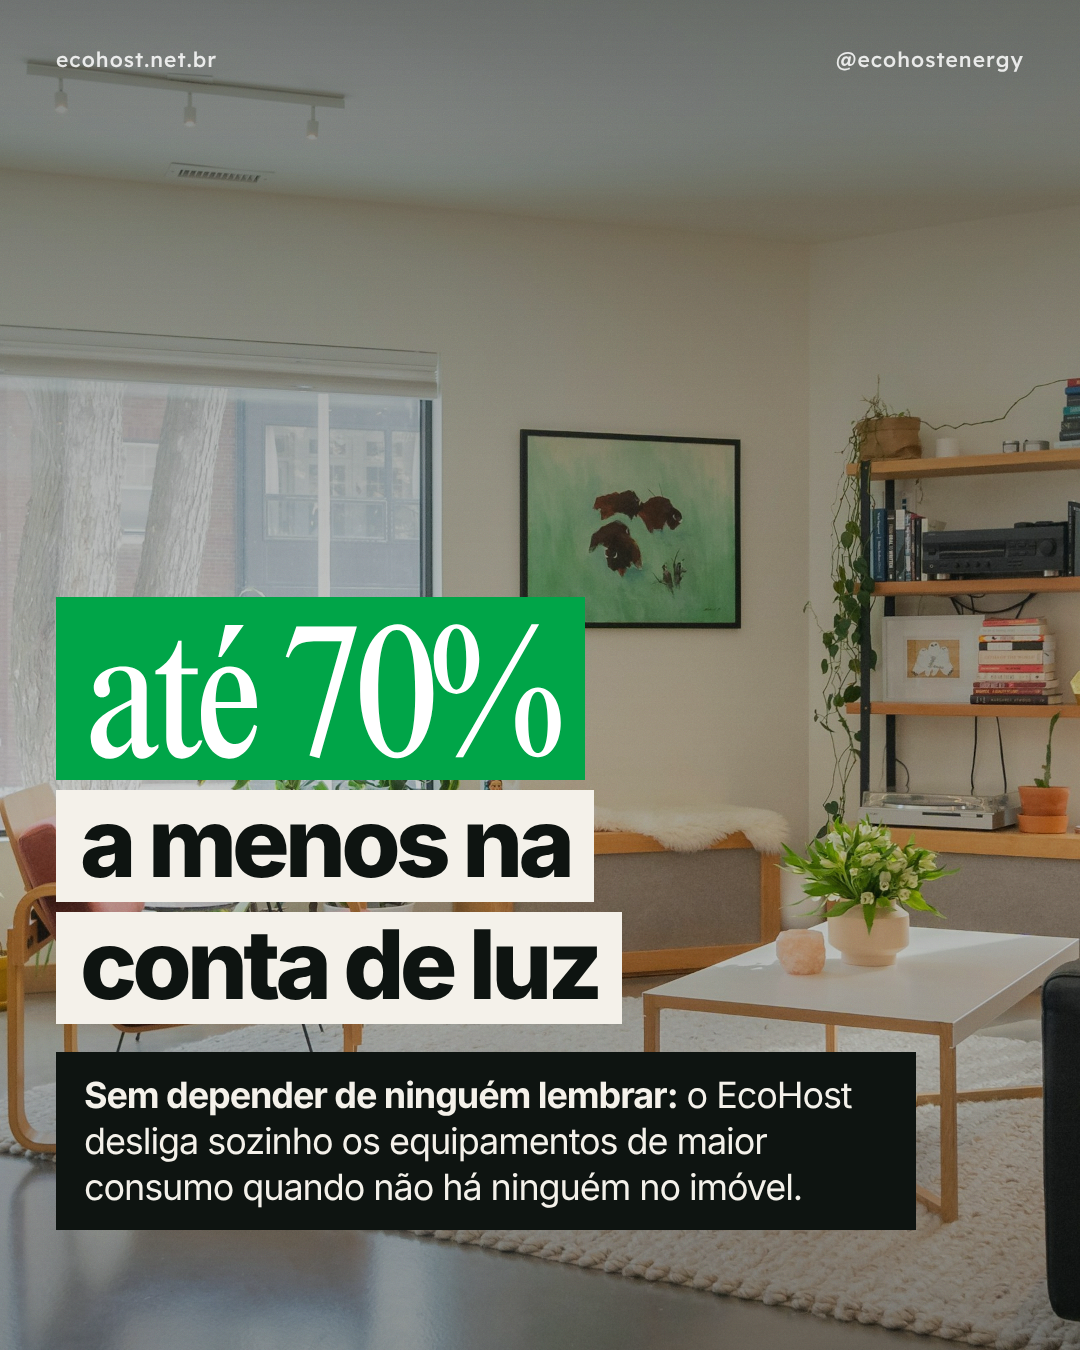 ecohost.net.br
@ecohostenergy
até 70%
a menos na
conta de luz
Sem depender de ninguém lembrar: o EcoHost
desliga sozinho os equipamentos de maior
consumo quando não há ninguém no imóvel.